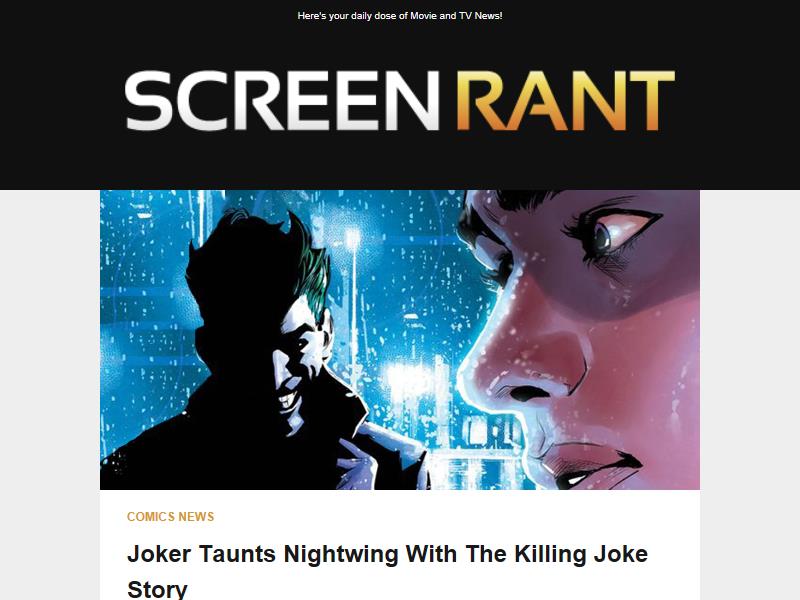 Here's your daily dose of Movie and TV News!
SCREEN RANT
COMICS NEWS
Joker Taunts Nightwing With The Killing Joke
Story